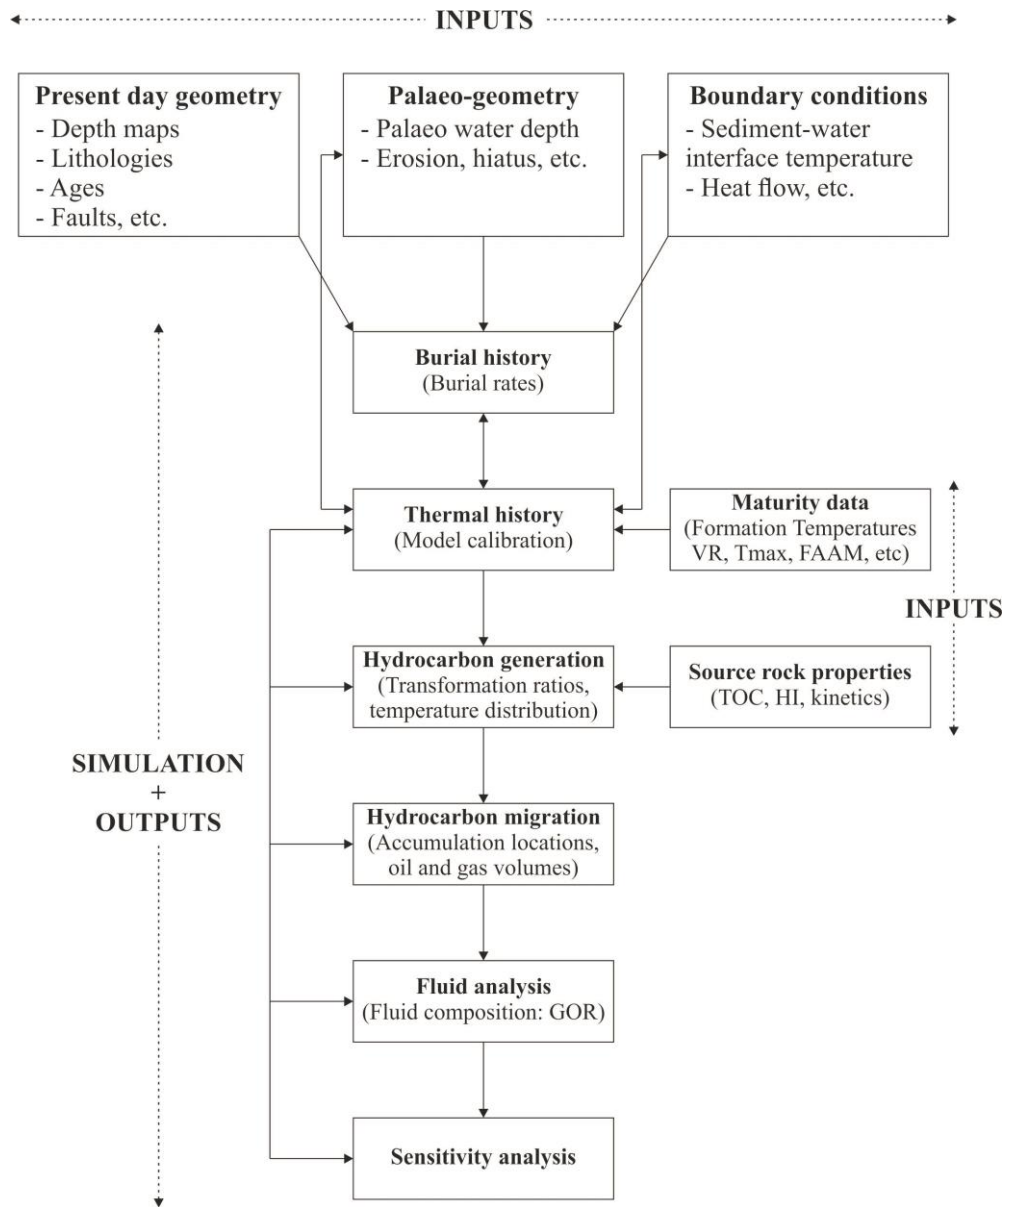 INPUTS
Present day geometry
- Depth maps
- Lithologies
- Ages
- Faults, etc.
Palaeo-geometry
- Palaeo water depth
- Erosion, hiatus, etc.
Boundary conditions
- Sediment-water
interface temperature
- Heat flow, etc.
Burial history
(Burial rates)
Thermal history
(Model calibration)
Maturity data
(Formation Temperatures
VR, Tmax, FAAM, etc)
INPUTS
Hydrocarbon generation
(Transformation ratios,
temperature distribution)
Source rock properties
(TOC, HI, kinetics)
SIMULATION
+
OUTPUTS
Hydrocarbon migration
(Accumulation locations,
oil and gas volumes)
Fluid analysis
(Fluid composition: GOR)
Sensitivity analysis